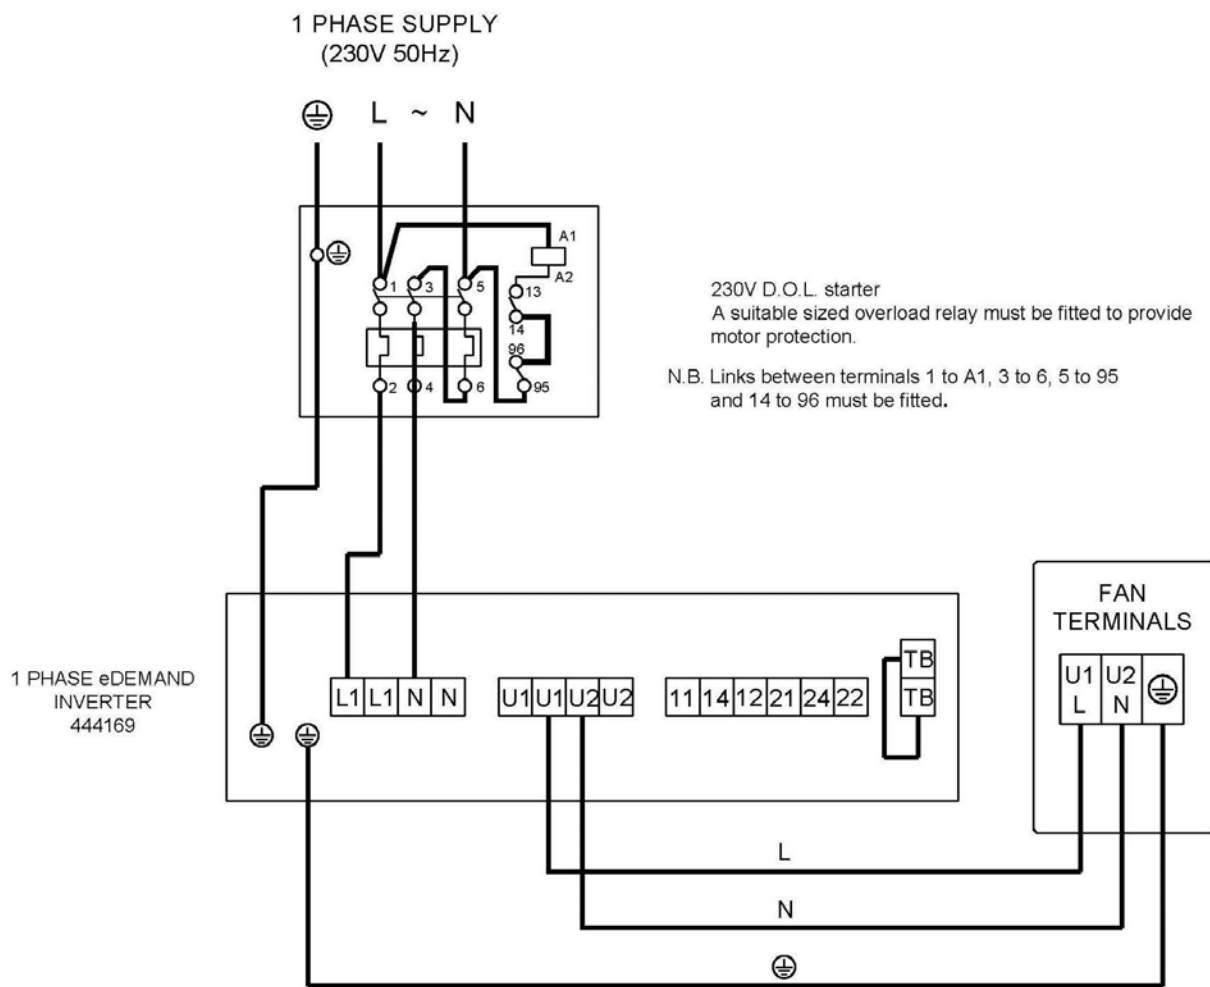 1 PHASE SUPPLY
(230V 50Hz)
L ~ N
A1
A2
1 3 5 13
14
96
2 4 6 95
230V D.O.L. starter
A suitable sized overload relay must be fitted to provide
motor protection.
N.B. Links between terminals 1 to A1, 3 to 6, 5 to 95
and 14 to 96 must be fitted.
1 PHASE eDEMAND
INVERTER
444169
L1 L1 N N
U1 U1 U2 U2
11 14 12 21 24 22
TB
TB
FAN
TERMINALS
U1 U2
L N
L
N